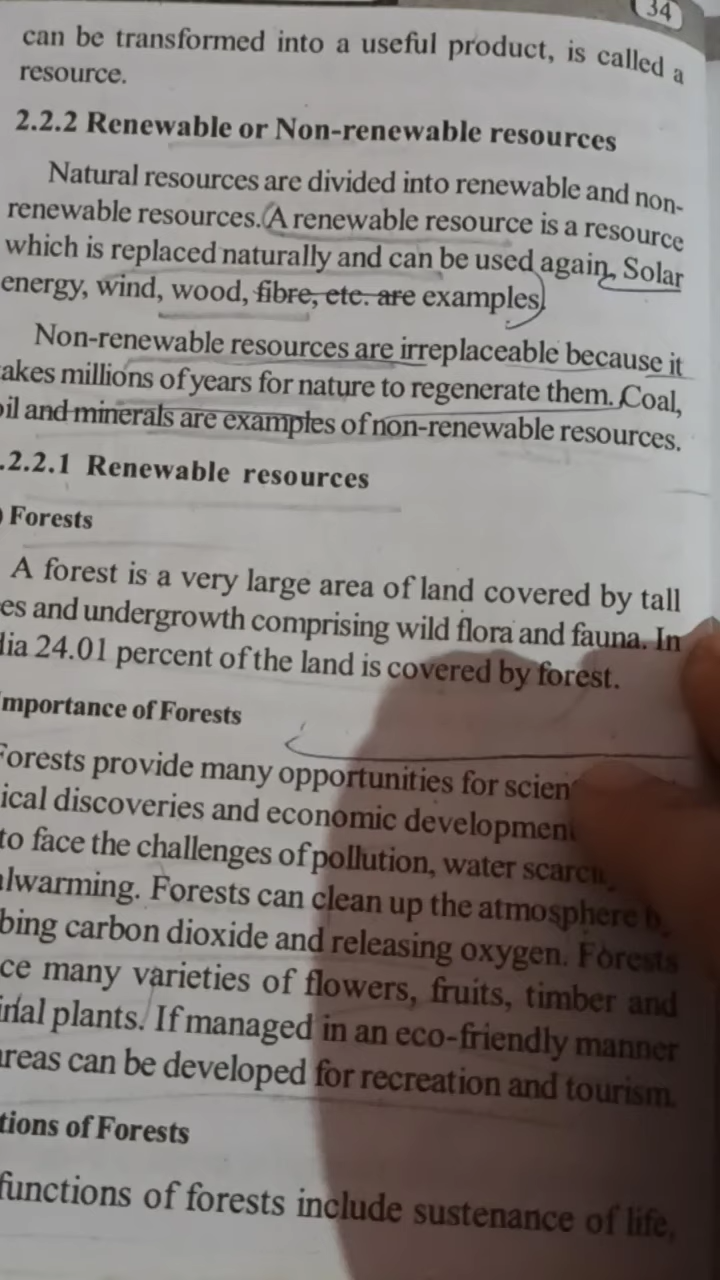 34
can be transformed into a useful product, is called a
resource.
2.2.2 Renewable or Non-renewable resources
Natural resources are divided into renewable and non-
renewable resources. A renewable resource is a resource
which is replaced naturally and can be used again. Solar
energy, wind, wood, fibre, etc. are examples.
Non-renewable resources are irreplaceable because it
akes millions of years for nature to regenerate them. Coal,
oil and minerals are examples of non-renewable resources.
.2.2.1 Renewable resources
) Forests
A forest is a very large area of land covered by tall
es and undergrowth comprising wild flora and fauna. In
dia 24.01 percent of the land is covered by forest.
mportance of Forests
Forests provide many opportunities for scien
ical discoveries and economic developmen
to face the challenges of pollution, water scarci
alwarming. Forests can clean up the atmosphere b
bing carbon dioxide and releasing oxygen. Forests
ce many varieties of flowers, fruits, timber and
inal plants. If managed in an eco-friendly manner
areas can be developed for recreation and tourism.
tions of Forests
functions of forests include sustenance of life,